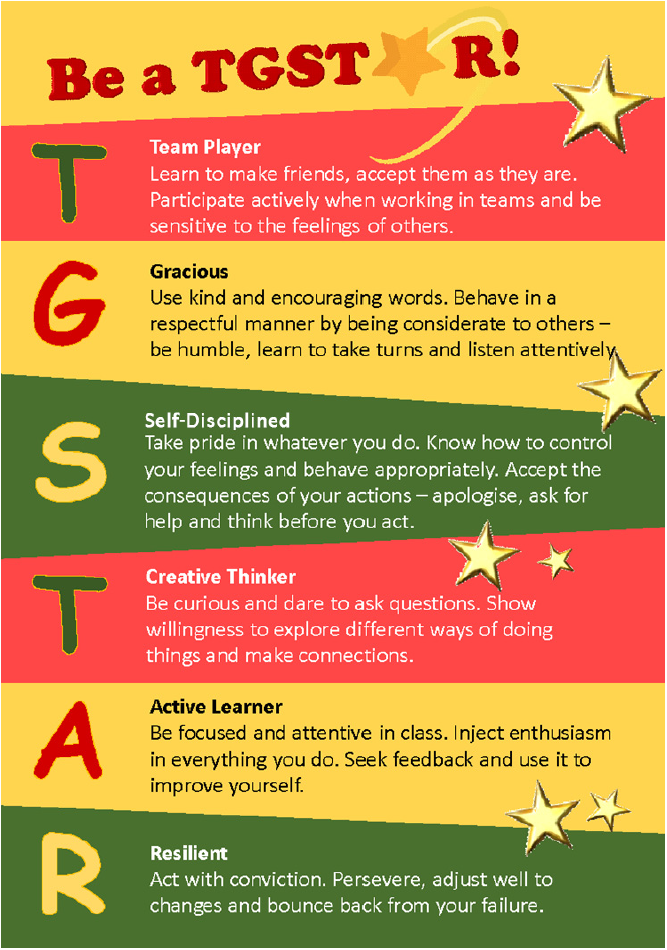 Be a TGST R!
T
Team Player
Learn to make friends, accept them as they are.
Participate actively when working in teams and be
sensitive to the feelings of others.
G
Gracious
Use kind and encouraging words. Behave in a
respectful manner by being considerate to others –
be humble, learn to take turns and listen attentively.
S
Self-Disciplined
Take pride in whatever you do. Know how to control
your feelings and behave appropriately. Accept the
consequences of your actions – apologise, ask for
help and think before you act.
T
Creative Thinker
Be curious and dare to ask questions. Show
willingness to explore different ways of doing
things and make connections.
A
Active Learner
Be focused and attentive in class. Inject enthusiasm
in everything you do. Seek feedback and use it to
improve yourself.
R
Resilient
Act with conviction. Persevere, adjust well to
changes and bounce back from your failure.